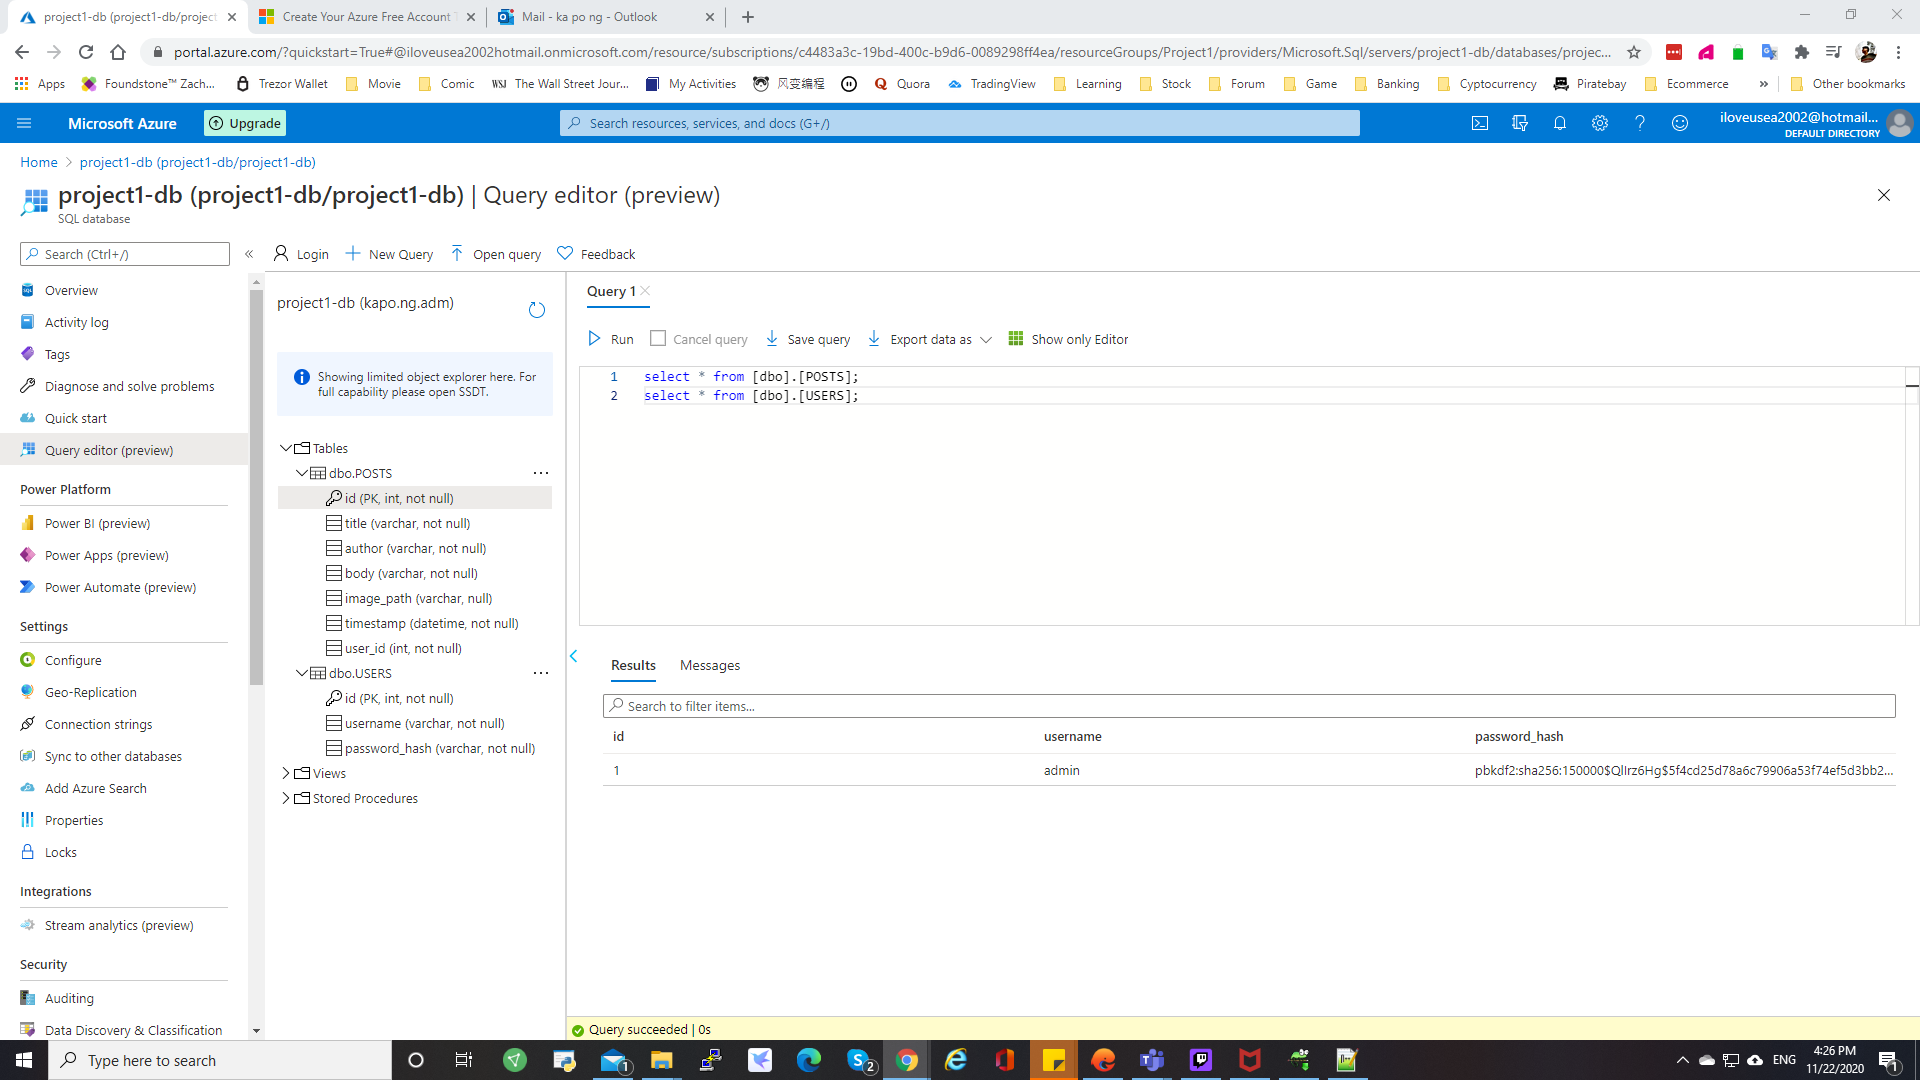 project1-db (project1-db/project
Create Your Azure Free Account
Mail - ka po ng - Outlook
portal.azure.com/?quickstart=True#@iloveusea2002hotmail.onmicrosoft.com/resource/subscriptions/c4483a3c-19bd-400c-b9d6-0089298ff4ea/resourceGroups/Project1/providers/Microsoft.Sql/servers/project1-db/databases/projec...
Apps
Foundstone™ Zach...
Trezor Wallet
Movie
Comic
WSJ
The Wall Street Jour...
My Activities
风变编程
Quora
TradingView
Learning
Stock
Forum
Game
Banking
Cyptocurrency
Piratebay
Ecommerce
»
Other bookmarks
Microsoft Azure
Upgrade
Search resources, services, and docs (G+/)
iloveusea2002@hotmail...
DEFAULT DIRECTORY
Home > project1-db (project1-db/project1-db)
project1-db (project1-db/project1-db) | Query editor (preview)
SQL database
Search (Ctrl+/)
«
Login
New Query
Open query
Feedback
Overview
Activity log
Tags
Diagnose and solve problems
Quick start
Query editor (preview)
Power Platform
Power BI (preview)
Power Apps (preview)
Power Automate (preview)
Settings
Configure
Geo-Replication
Connection strings
Sync to other databases
Add Azure Search
Properties
Locks
Integrations
Stream analytics (preview)
Security
Auditing
Data Discovery & Classification
project1-db (kapo.ng.adm)
Showing limited object explorer here. For
full capability please open SSDT.
Tables
dbo.POSTS
...
id (PK, int, not null)
title (varchar, not null)
author (varchar, not null)
body (varchar, not null)
image_path (varchar, null)
timestamp (datetime, not null)
user_id (int, not null)
dbo.USERS
...
id (PK, int, not null)
username (varchar, not null)
password_hash (varchar, not null)
Views
Stored Procedures
Query 1
Run
Cancel query
Save query
Export data as
Show only Editor
1 select * from [dbo].[POSTS];
2 select * from [dbo].[USERS];
Results
Messages
Search to filter items...
id username password_hash
1 admin pbkdf2:sha256:150000$QlIrz6Hg$5f4cd25d78a6c79906a53f74ef5d3bb2...
Query succeeded | 0s
Type here to search
1
2
ENG
4:26 PM
11/22/2020
1